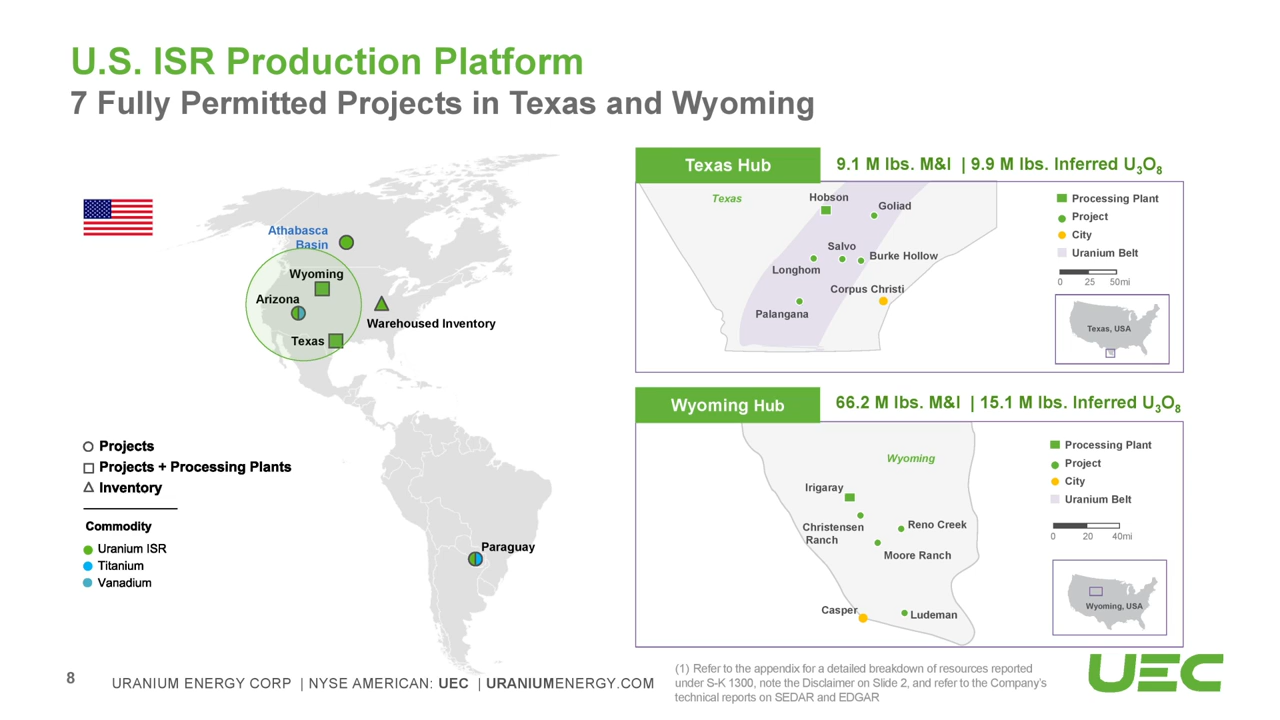 U.S. ISR Production Platform
7 Fully Permitted Projects in Texas and Wyoming
Athabasca
Basin
Wyoming
Arizona
Warehoused Inventory
Texas
Paraguay
Projects
Projects + Processing Plants
Inventory
Commodity
Uranium ISR
Titanium
Vanadium
Texas Hub
9.1 M lbs. M&I | 9.9 M lbs. Inferred U3O8
Texas
Hobson
Goliad
Salvo
Burke Hollow
Longhom
Corpus Christi
Palangana
Processing Plant
Project
City
Uranium Belt
0 25 50mi
Texas, USA
Wyoming Hub
66.2 M lbs. M&I | 15.1 M lbs. Inferred U3O8
Wyoming
Irigaray
Christensen
Ranch
Reno Creek
Moore Ranch
Casper
Ludeman
Processing Plant
Project
City
Uranium Belt
0 20 40mi
Wyoming, USA
8
URANIUM ENERGY CORP | NYSE AMERICAN: UEC | URANIUMENERGY.COM
(1) Refer to the appendix for a detailed breakdown of resources reported
under S-K 1300, note the Disclaimer on Slide 2, and refer to the Company's
technical reports on SEDAR and EDGAR
UEC